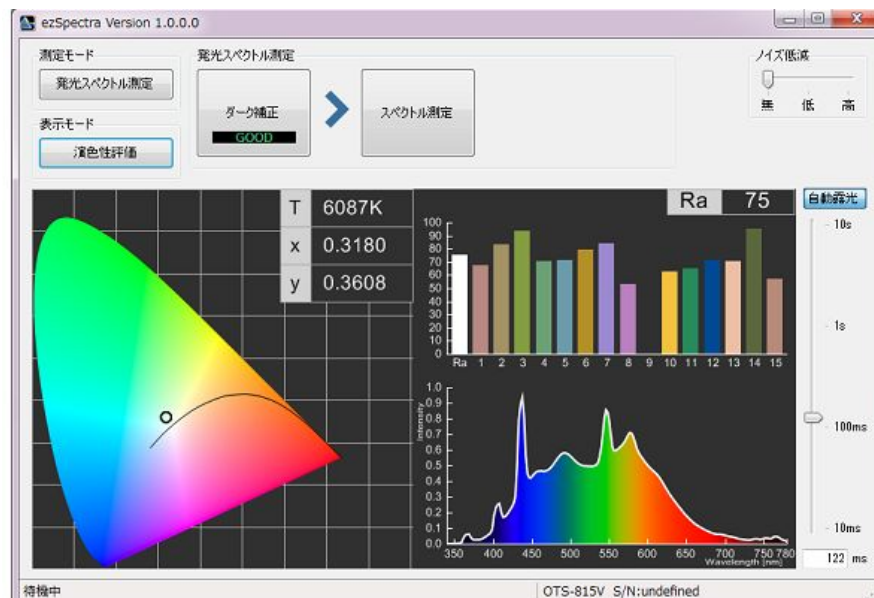 ezSpectra Version 1.0.0.0
測定モード
発光スペクトル測定
ノイズ低減
発光スペクトル測定
ダーク補正
GOOD
スペクトル測定
無 低 高
表示モード
演色性評価
T 6087K
x 0.3180
y 0.3608
Ra 75
100
90
80
70
60
50
40
30
20
10
0
Ra 1 2 3 4 5 6 7 8 9 10 11 12 13 14 15
Intensity
1.0
0.9
0.8
0.7
0.6
0.5
0.4
0.3
0.2
0.1
0.0
350 400 450 500 550 600 650 700 750 780
Wavelength [nm]
自動露光
10s
1s
100ms
10ms
122 ms
待機中
OTS-815V S/N:undefined